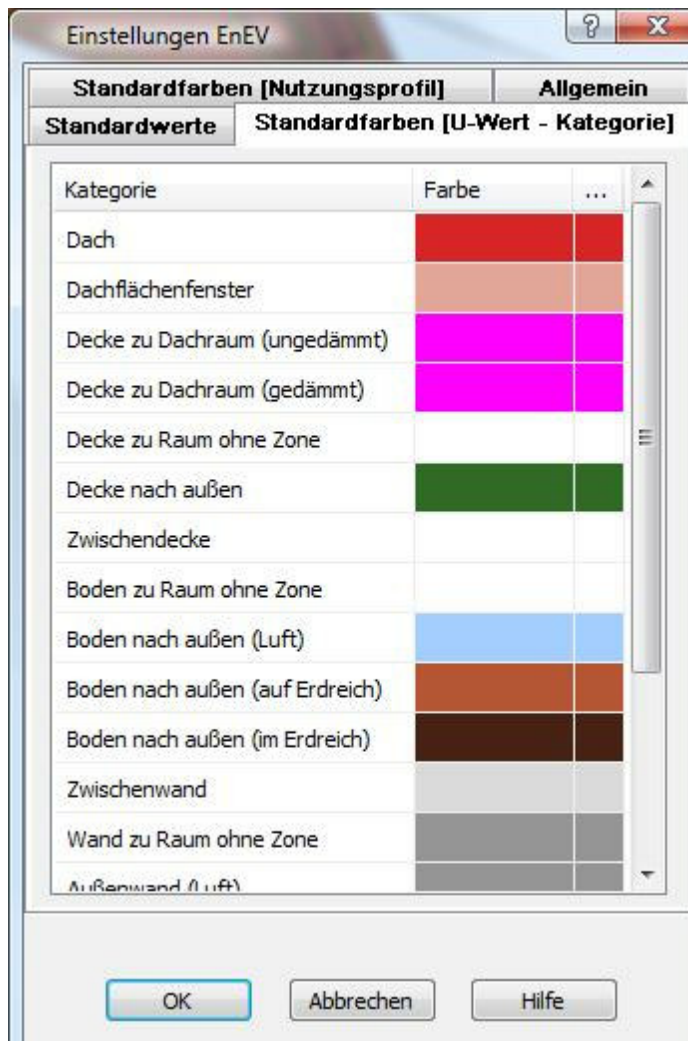 Einstellungen EnEV
Standardfarben [Nutzungsprofil] Allgemein
Standardwerte Standardfarben [U-Wert - Kategorie]
Kategorie Farbe ...
Dach
Dachflächenfenster
Decke zu Dachraum (ungedämmt)
Decke zu Dachraum (gedämmt)
Decke zu Raum ohne Zone
Decke nach außen
Zwischendecke
Boden zu Raum ohne Zone
Boden nach außen (Luft)
Boden nach außen (auf Erdreich)
Boden nach außen (im Erdreich)
Zwischenwand
Wand zu Raum ohne Zone
Außenwand (Luft)
OK Abbrechen Hilfe